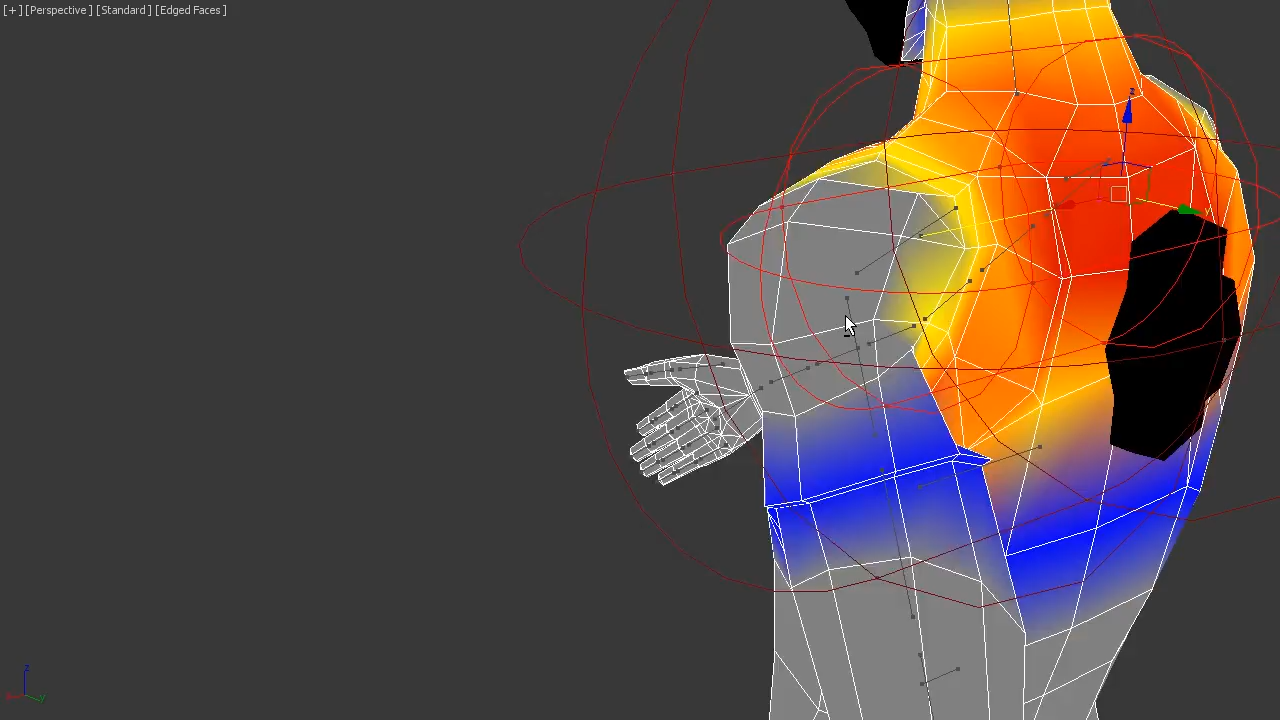 [+] [Perspective ] [Standard ] [Edged Faces ]
z
z
y